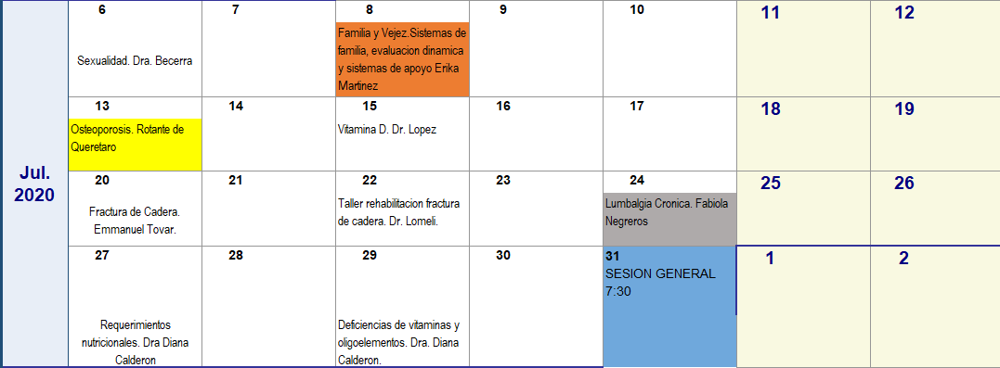 6 7 8 9 10 11 12
Sexualidad. Dra. Becerra
Familia y Vejez.Sistemas de
familia, evaluacion dinamica
y sistemas de apoyo Erika
Martinez
13 14 15 16 17 18 19
Osteoporosis. Rotante de
Queretaro
Vitamina D. Dr. Lopez
Jul.
2020
20 21 22 23 24 25 26
Fractura de Cadera.
Emmanuel Tovar.
Taller rehabilitacion fractura
de cadera. Dr. Lomeli.
Lumbalgia Cronica. Fabiola
Negreros
27 28 29 30 31 1 2
Requerimientos
nutricionales. Dra Diana
Calderon
Deficiencias de vitaminas y
oligoelementos. Dra. Diana
Calderon.
SESION GENERAL
7:30